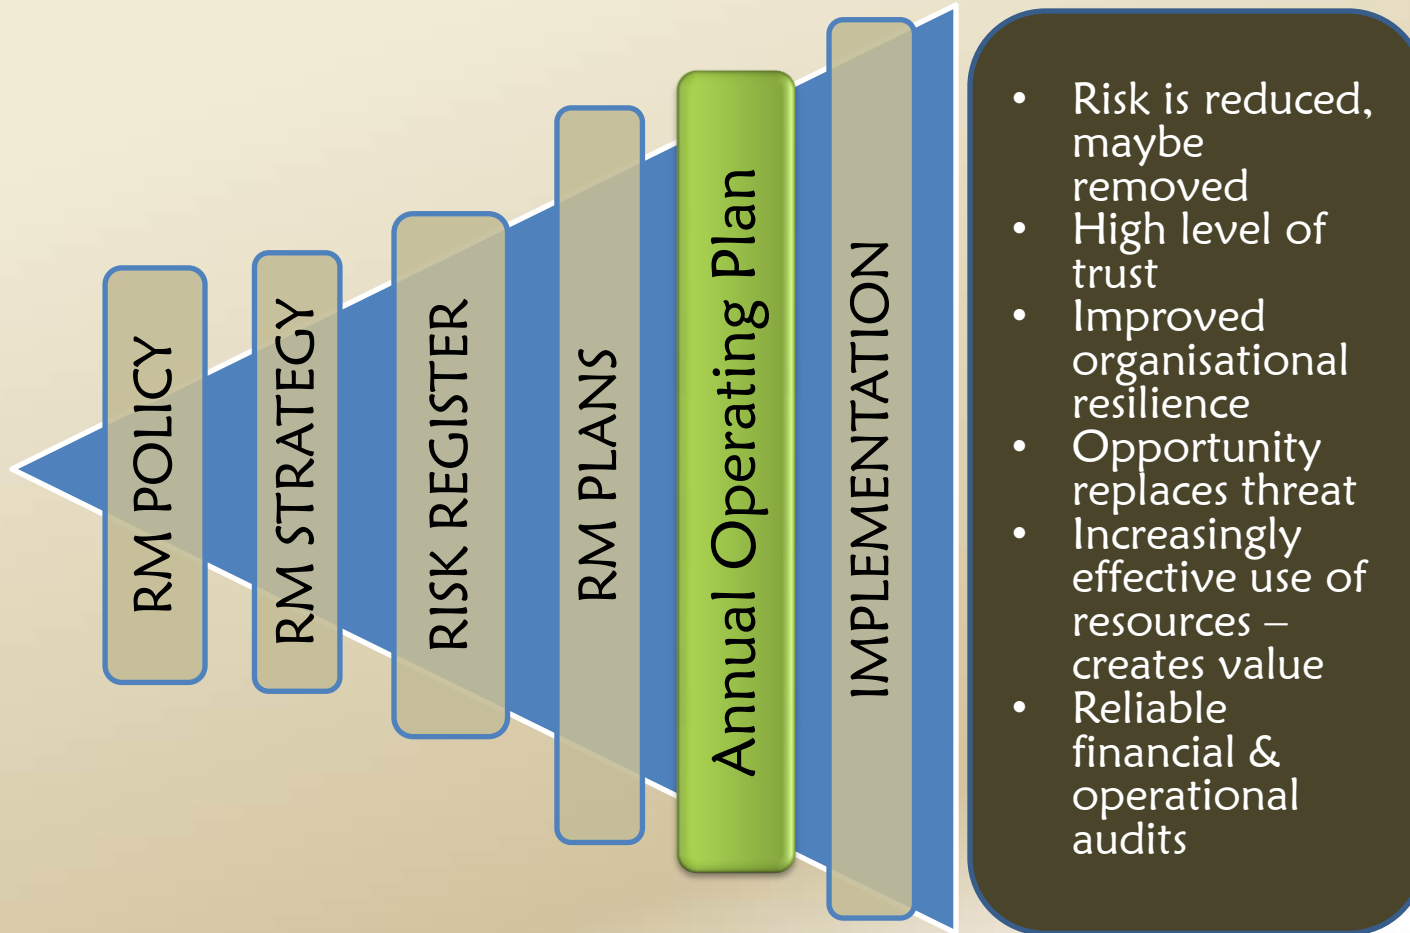 RM POLICY
RM STRATEGY
RISK REGISTER
RM PLANS
Annual Operating Plan
IMPLEMENTATION
• Risk is reduced,
maybe
removed
• High level of
trust
• Improved
organisational
resilience
• Opportunity
replaces threat
• Increasingly
effective use of
resources –
creates value
• Reliable
financial &
operational
audits